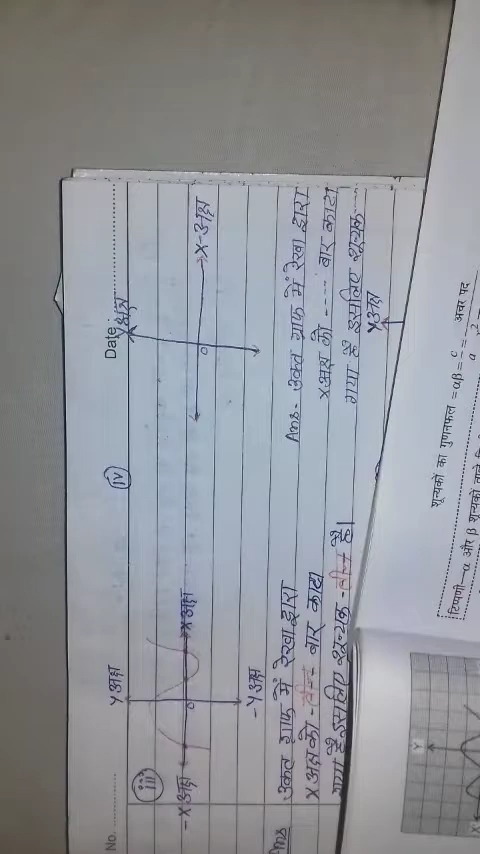 No. ............
Date ................
(iii)
y अक्ष
-x अक्ष
0
x अक्ष
-y अक्ष
Ans उक्त ग्राफ में रेखा द्वारा
x अक्ष को -तीन- बार काटा
गया है इसलिए शून्यक -तीन है।
(iv)
y अक्ष
0
x-अक्ष
Ans- उक्त ग्राफ में रेखा द्वारा
x अक्ष को ---- बार काटा
गया है इसलिए शून्यक
y अक्ष
शून्यकों का गुणनफल = αβ = c/a = अचर पद
टिप्पणी—α और β शून्यकों वाले
Y
X'